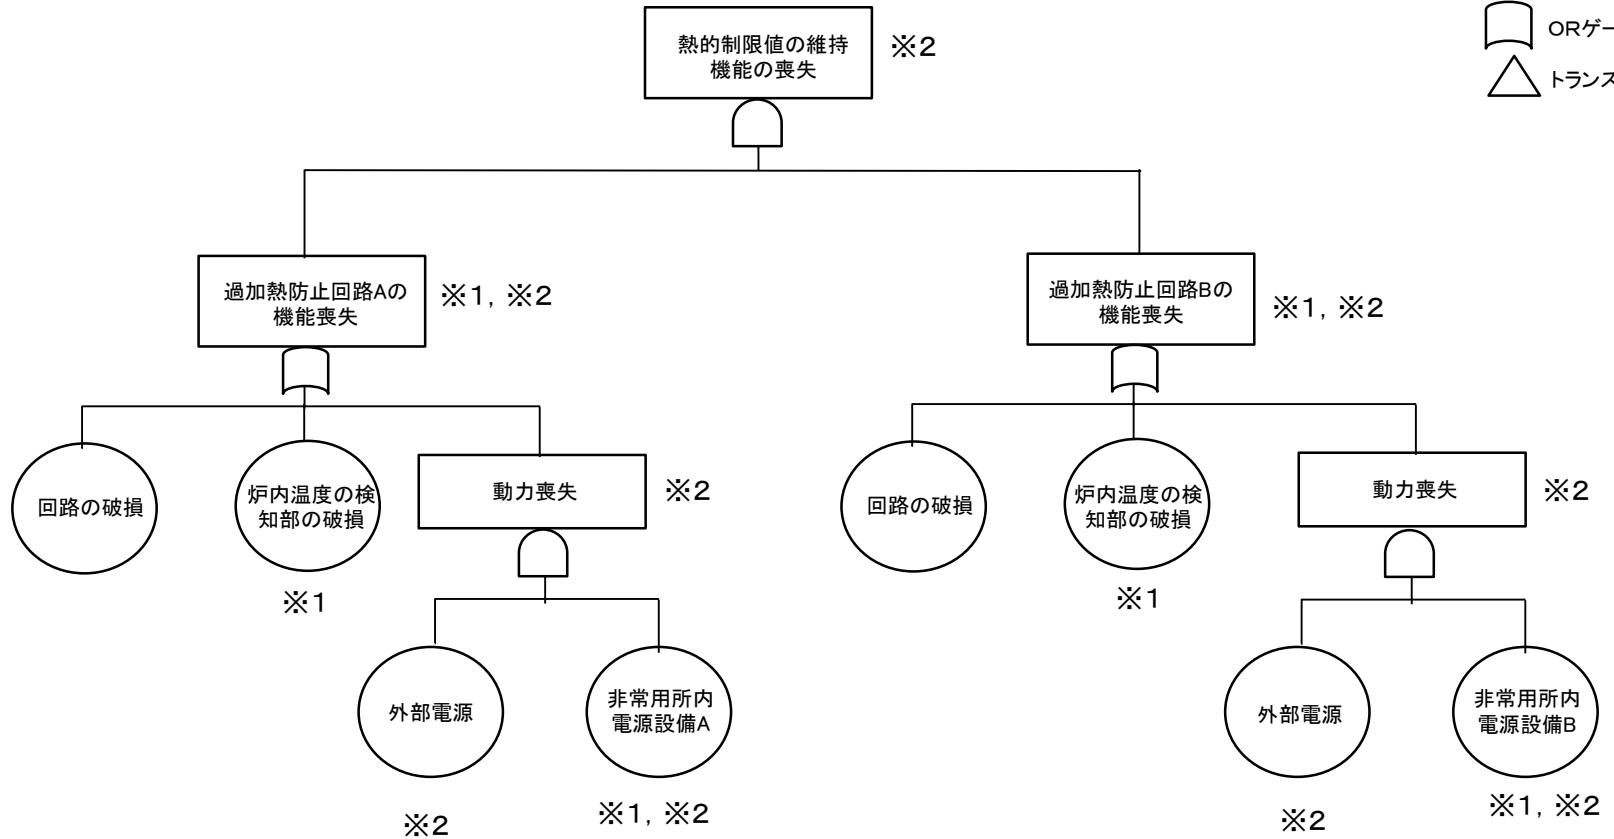 ORゲー
トランス
熱的制限値の維持
機能の喪失
※2
過加熱防止回路Aの
機能喪失
※1, ※2
過加熱防止回路Bの
機能喪失
※1, ※2
回路の破損
炉内温度の検
知部の破損
※1
動力喪失
※2
回路の破損
炉内温度の検
知部の破損
※1
動力喪失
※2
外部電源
※2
非常用所内
電源設備A
※1, ※2
外部電源
※2
非常用所内
電源設備B
※1, ※2